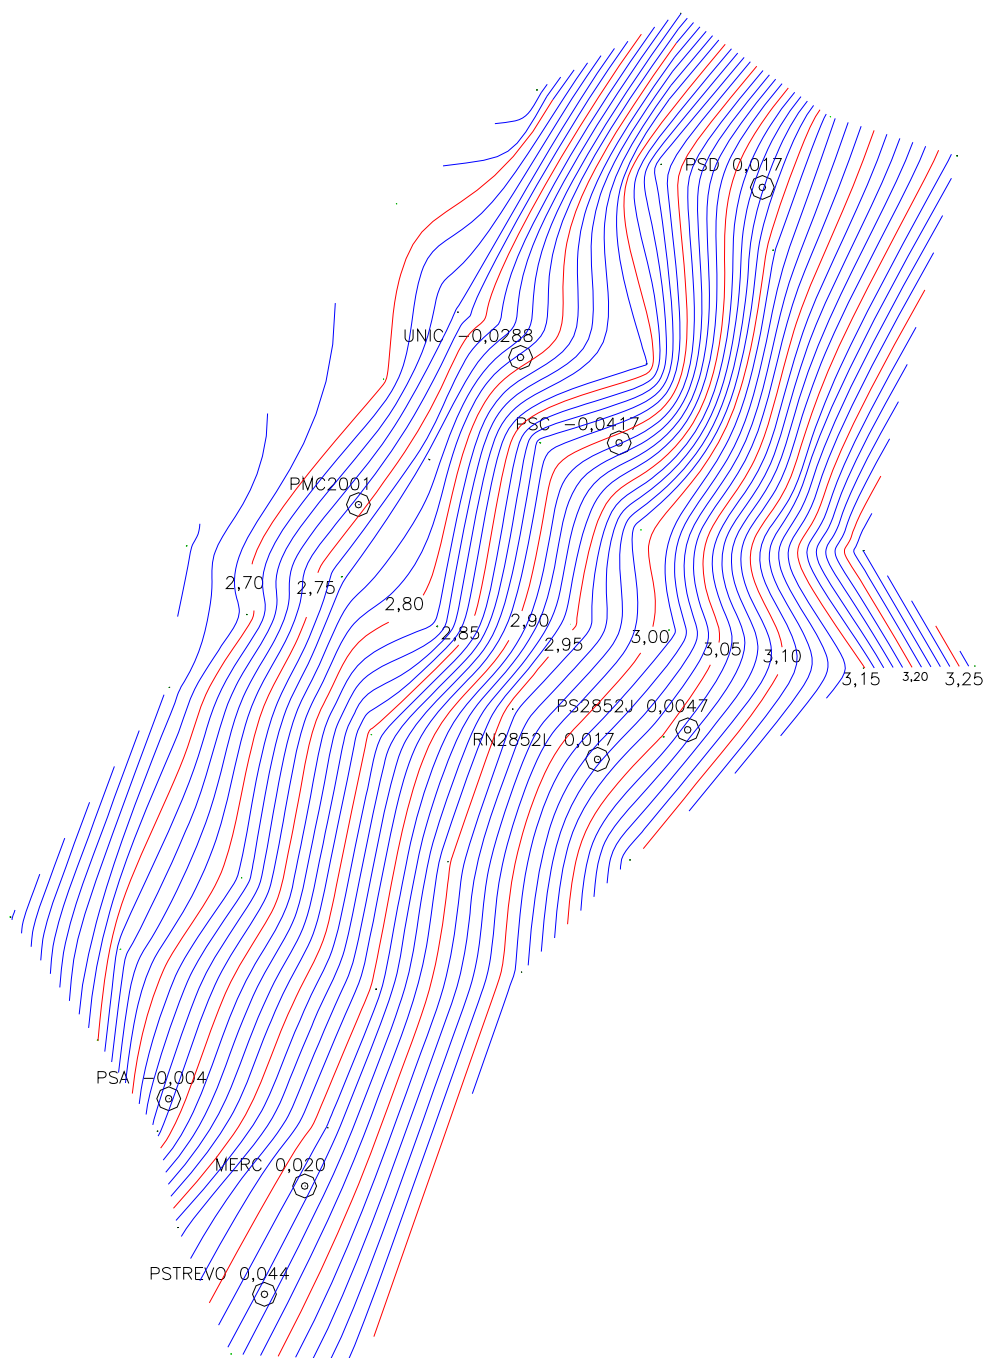 PSD 0,017
UNIC -0,0288
PSC -0,0417
PMC2001
2,70
2,75
2,80
2,85
2,90
2,95
3,00
3,05
3,10
3,15
3,20
3,25
PS2852J 0,0047
RN2852L 0,017
PSA -0,004
MERC 0,020
PSTREVO 0,044